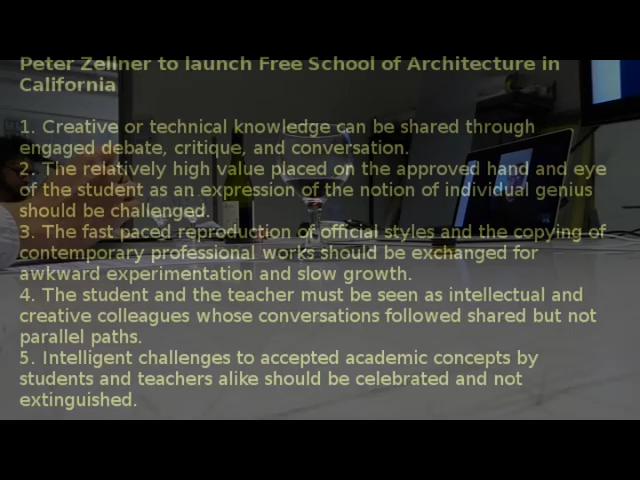 Peter Zellner to launch Free School of Architecture in
California
1. Creative or technical knowledge can be shared through
engaged debate, critique, and conversation.
2. The relatively high value placed on the approved hand and eye
of the student as an expression of the notion of individual genius
should be challenged.
3. The fast paced reproduction of official styles and the copying of
contemporary professional works should be exchanged for
awkward experimentation and slow growth.
4. The student and the teacher must be seen as intellectual and
creative colleagues whose conversations followed shared but not
parallel paths.
5. Intelligent challenges to accepted academic concepts by
students and teachers alike should be celebrated and not
extinguished.